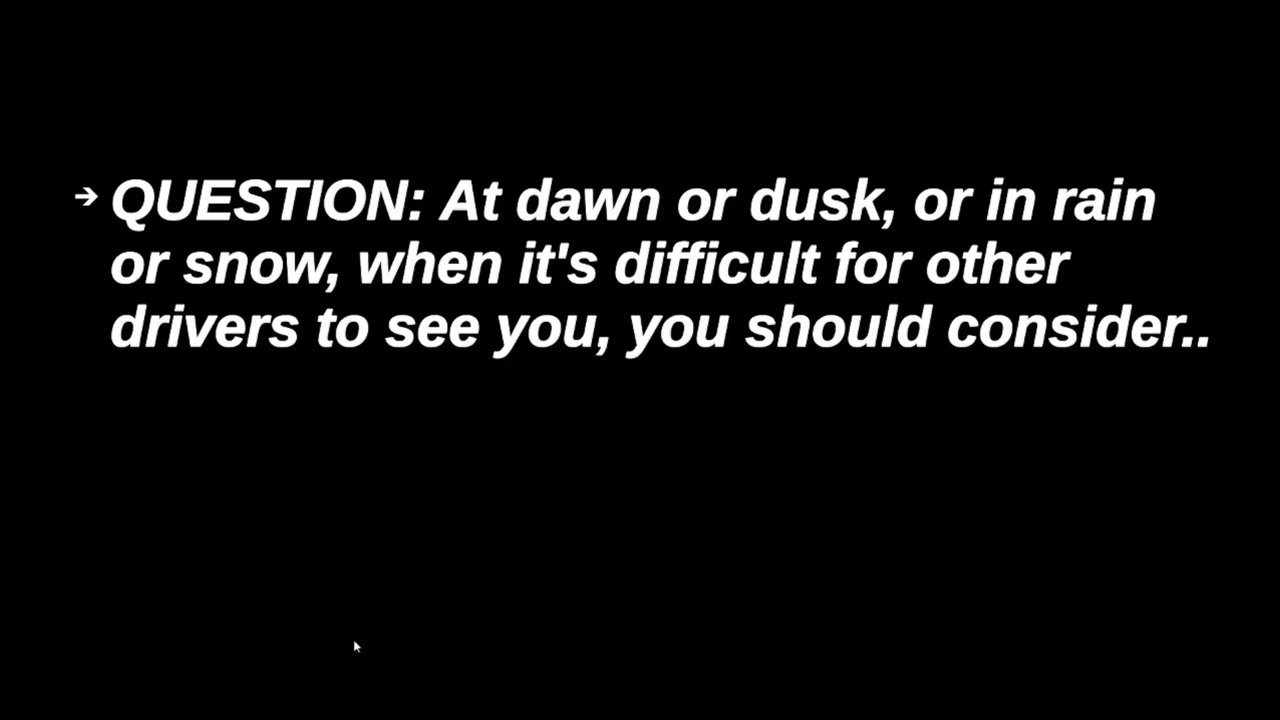 ➔ QUESTION: At dawn or dusk, or in rain
or snow, when it's difficult for other
drivers to see you, you should consider..